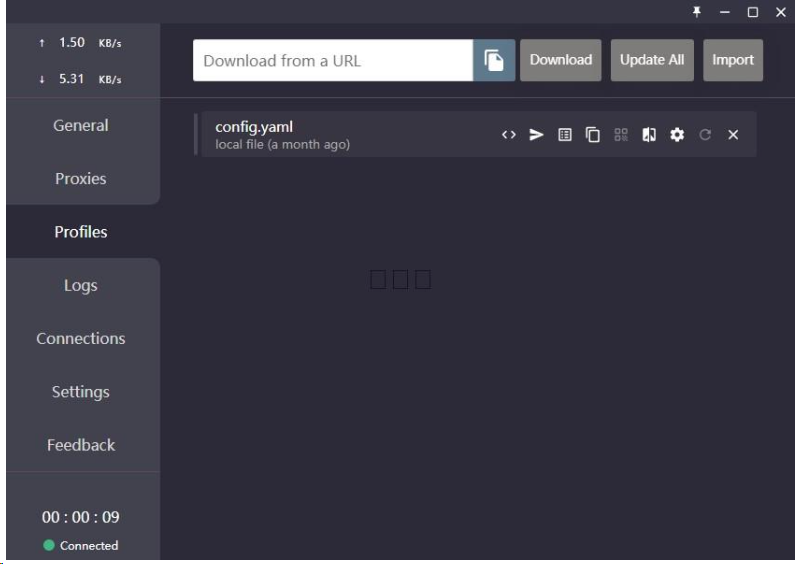 ↑ 1.50 KB/s
↓ 5.31 KB/s
Download from a URL
Download
Update All
Import
General
Proxies
Profiles
Logs
Connections
Settings
Feedback
config.yaml
local file (a month ago)
00 : 00 : 09
Connected